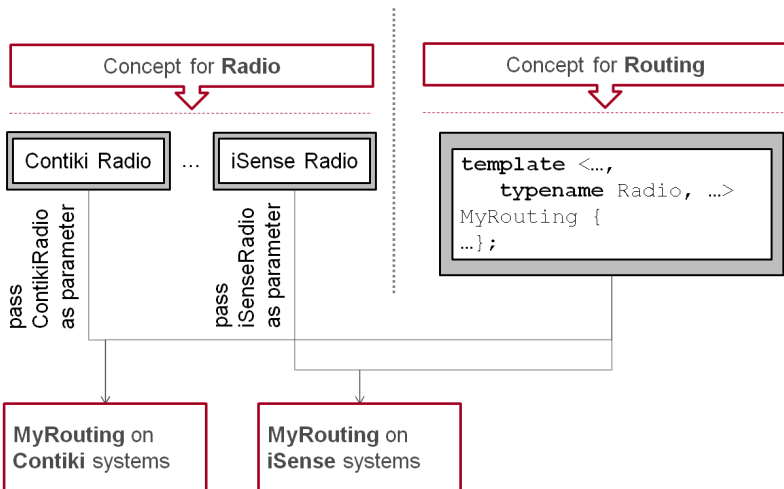 Concept for Radio
Concept for Routing
Contiki Radio
...
iSense Radio
template <…,
typename Radio, …>
MyRouting {
…};
pass
ContikiRadio
as parameter
pass
iSenseRadio
as parameter
MyRouting on
Contiki systems
MyRouting on
iSense systems